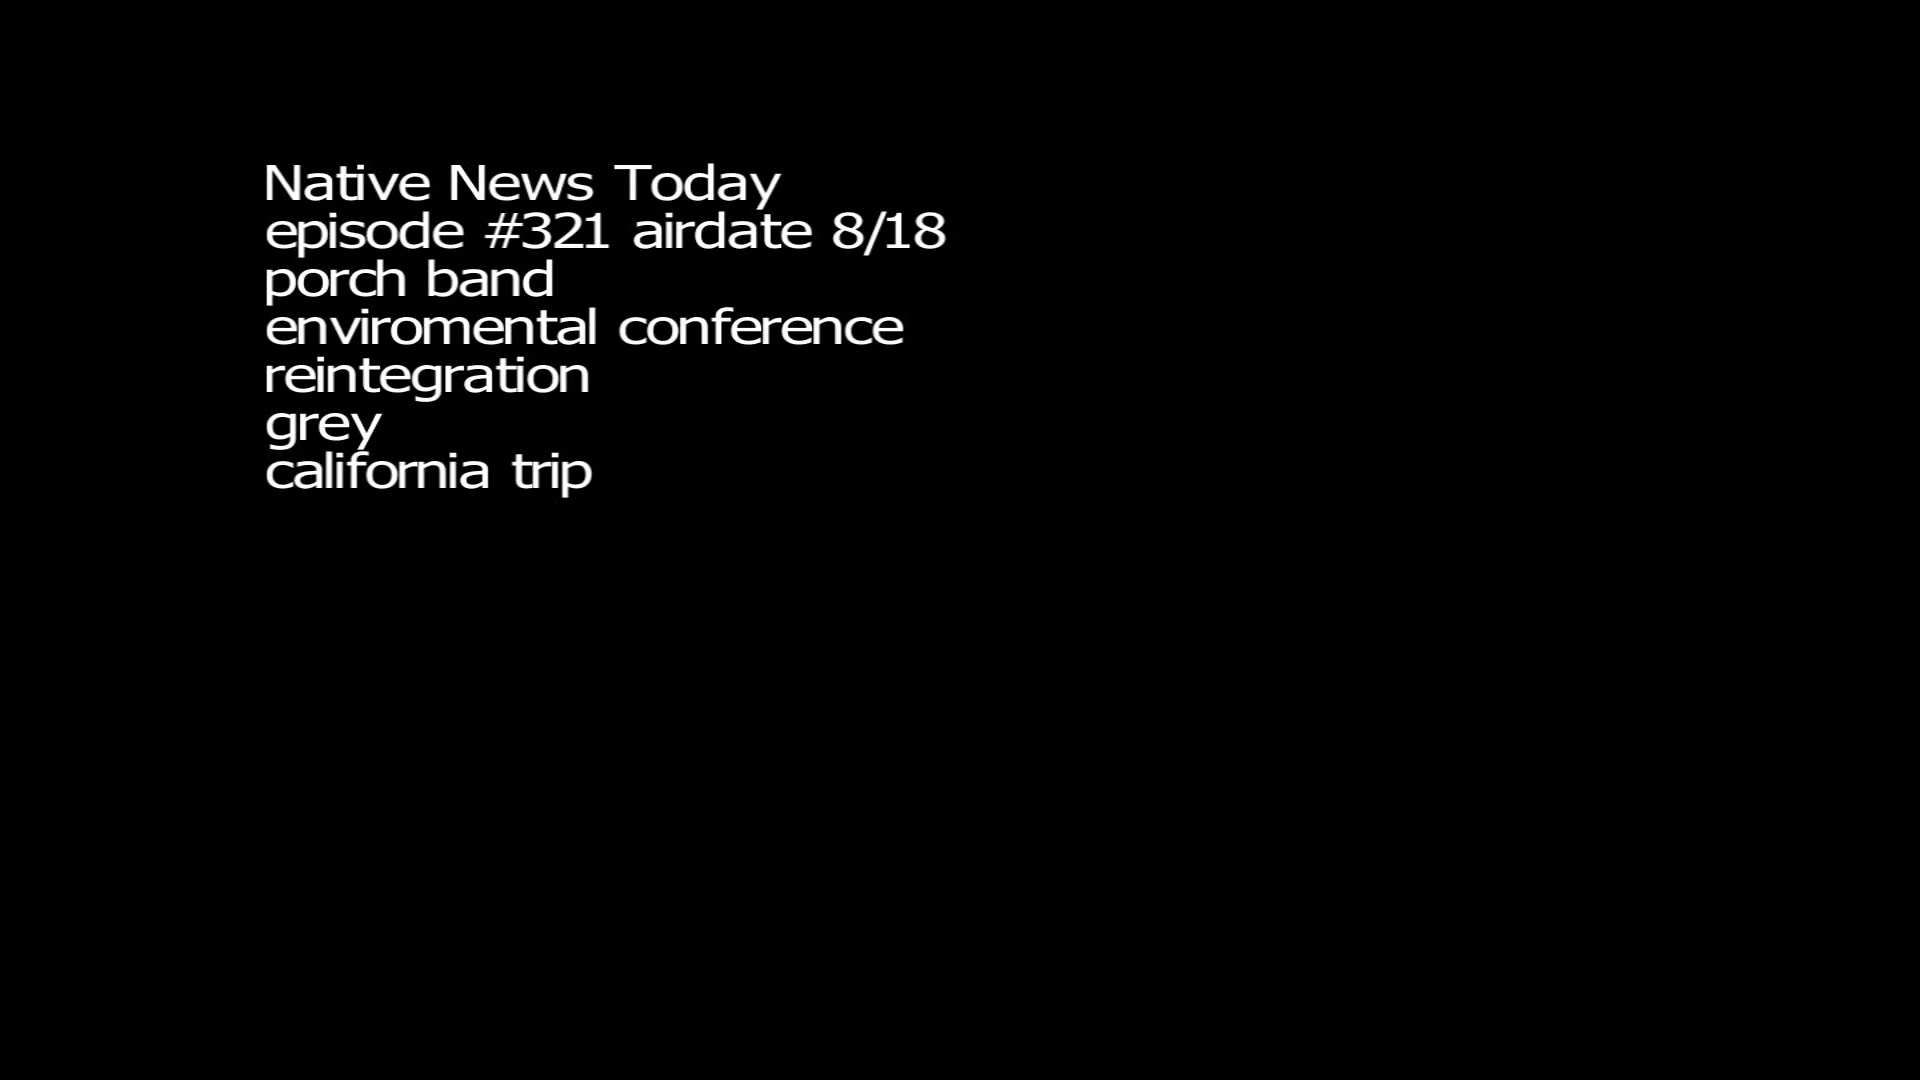 Native News Today
episode #321 airdate 8/18
porch band
enviromental conference
reintegration
grey
california trip